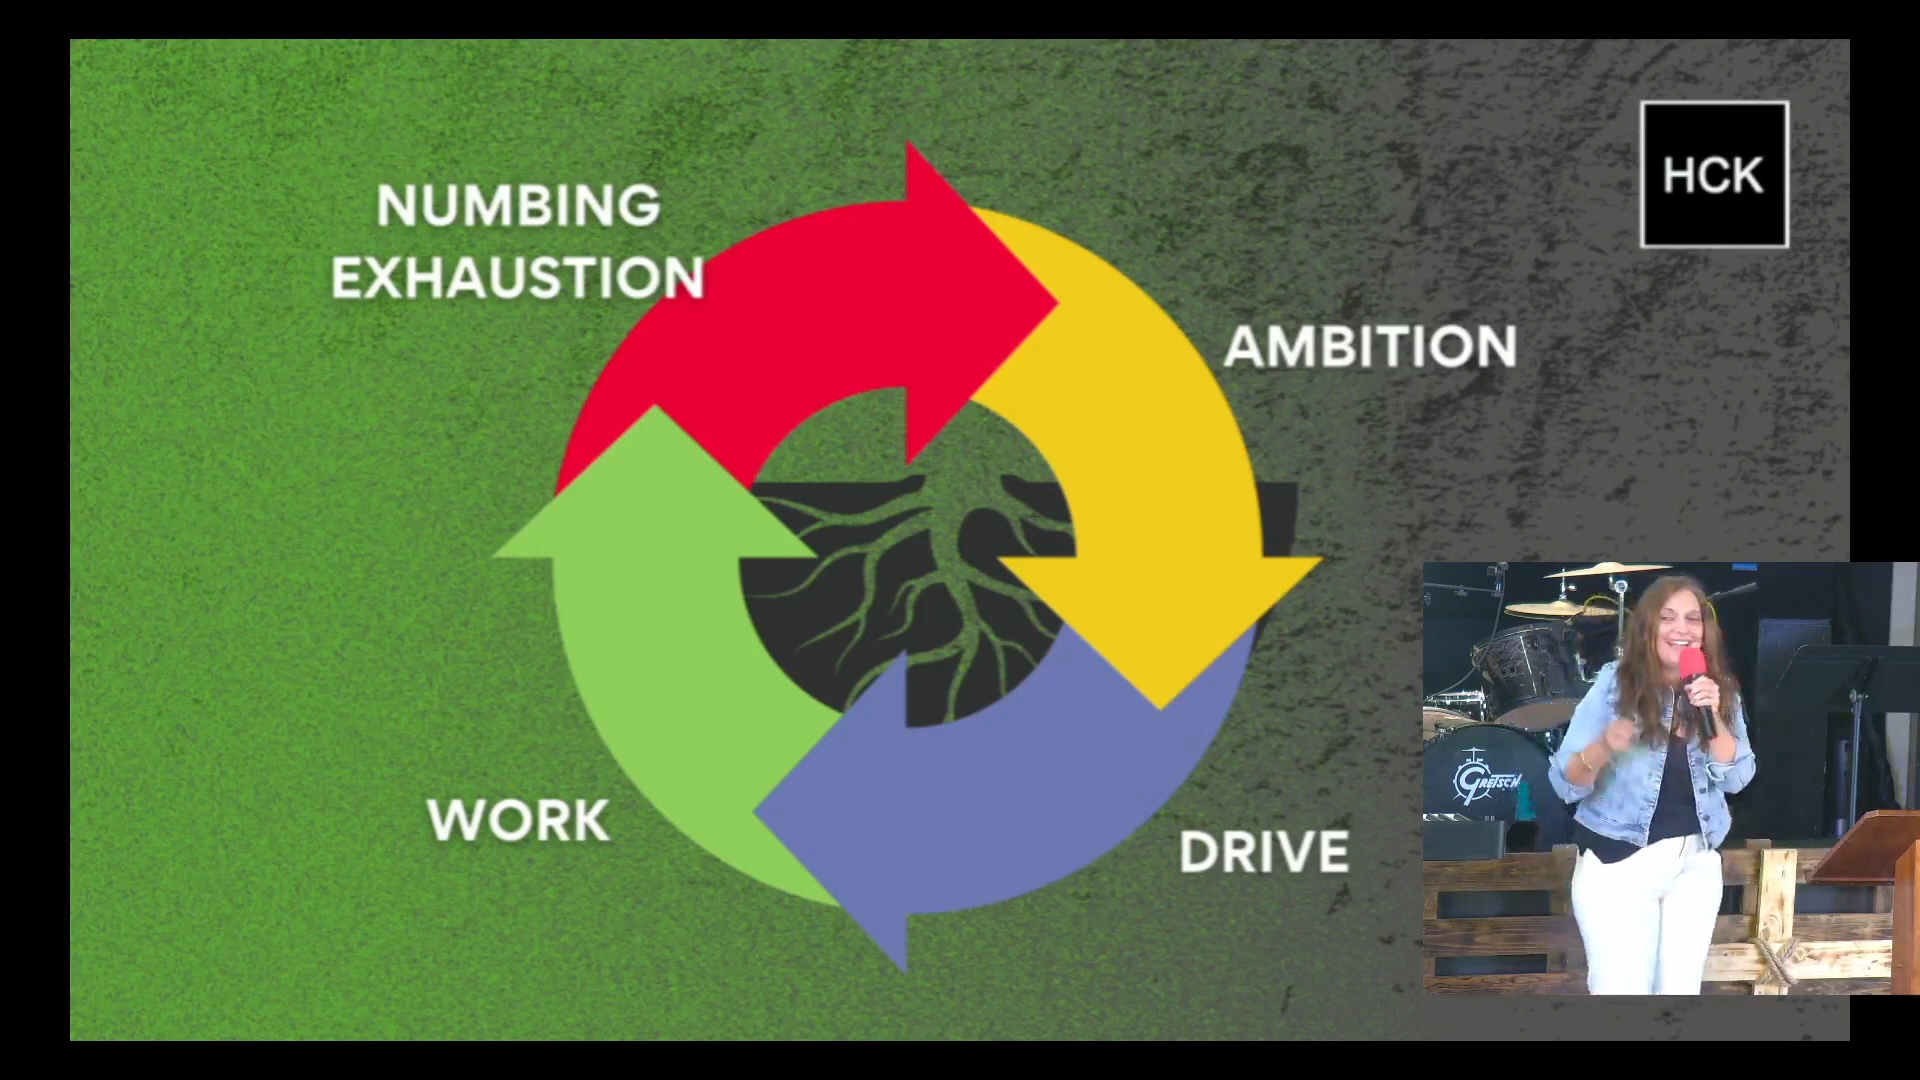 NUMBING
EXHAUSTION
HCK
AMBITION
WORK
DRIVE
GRETSCH